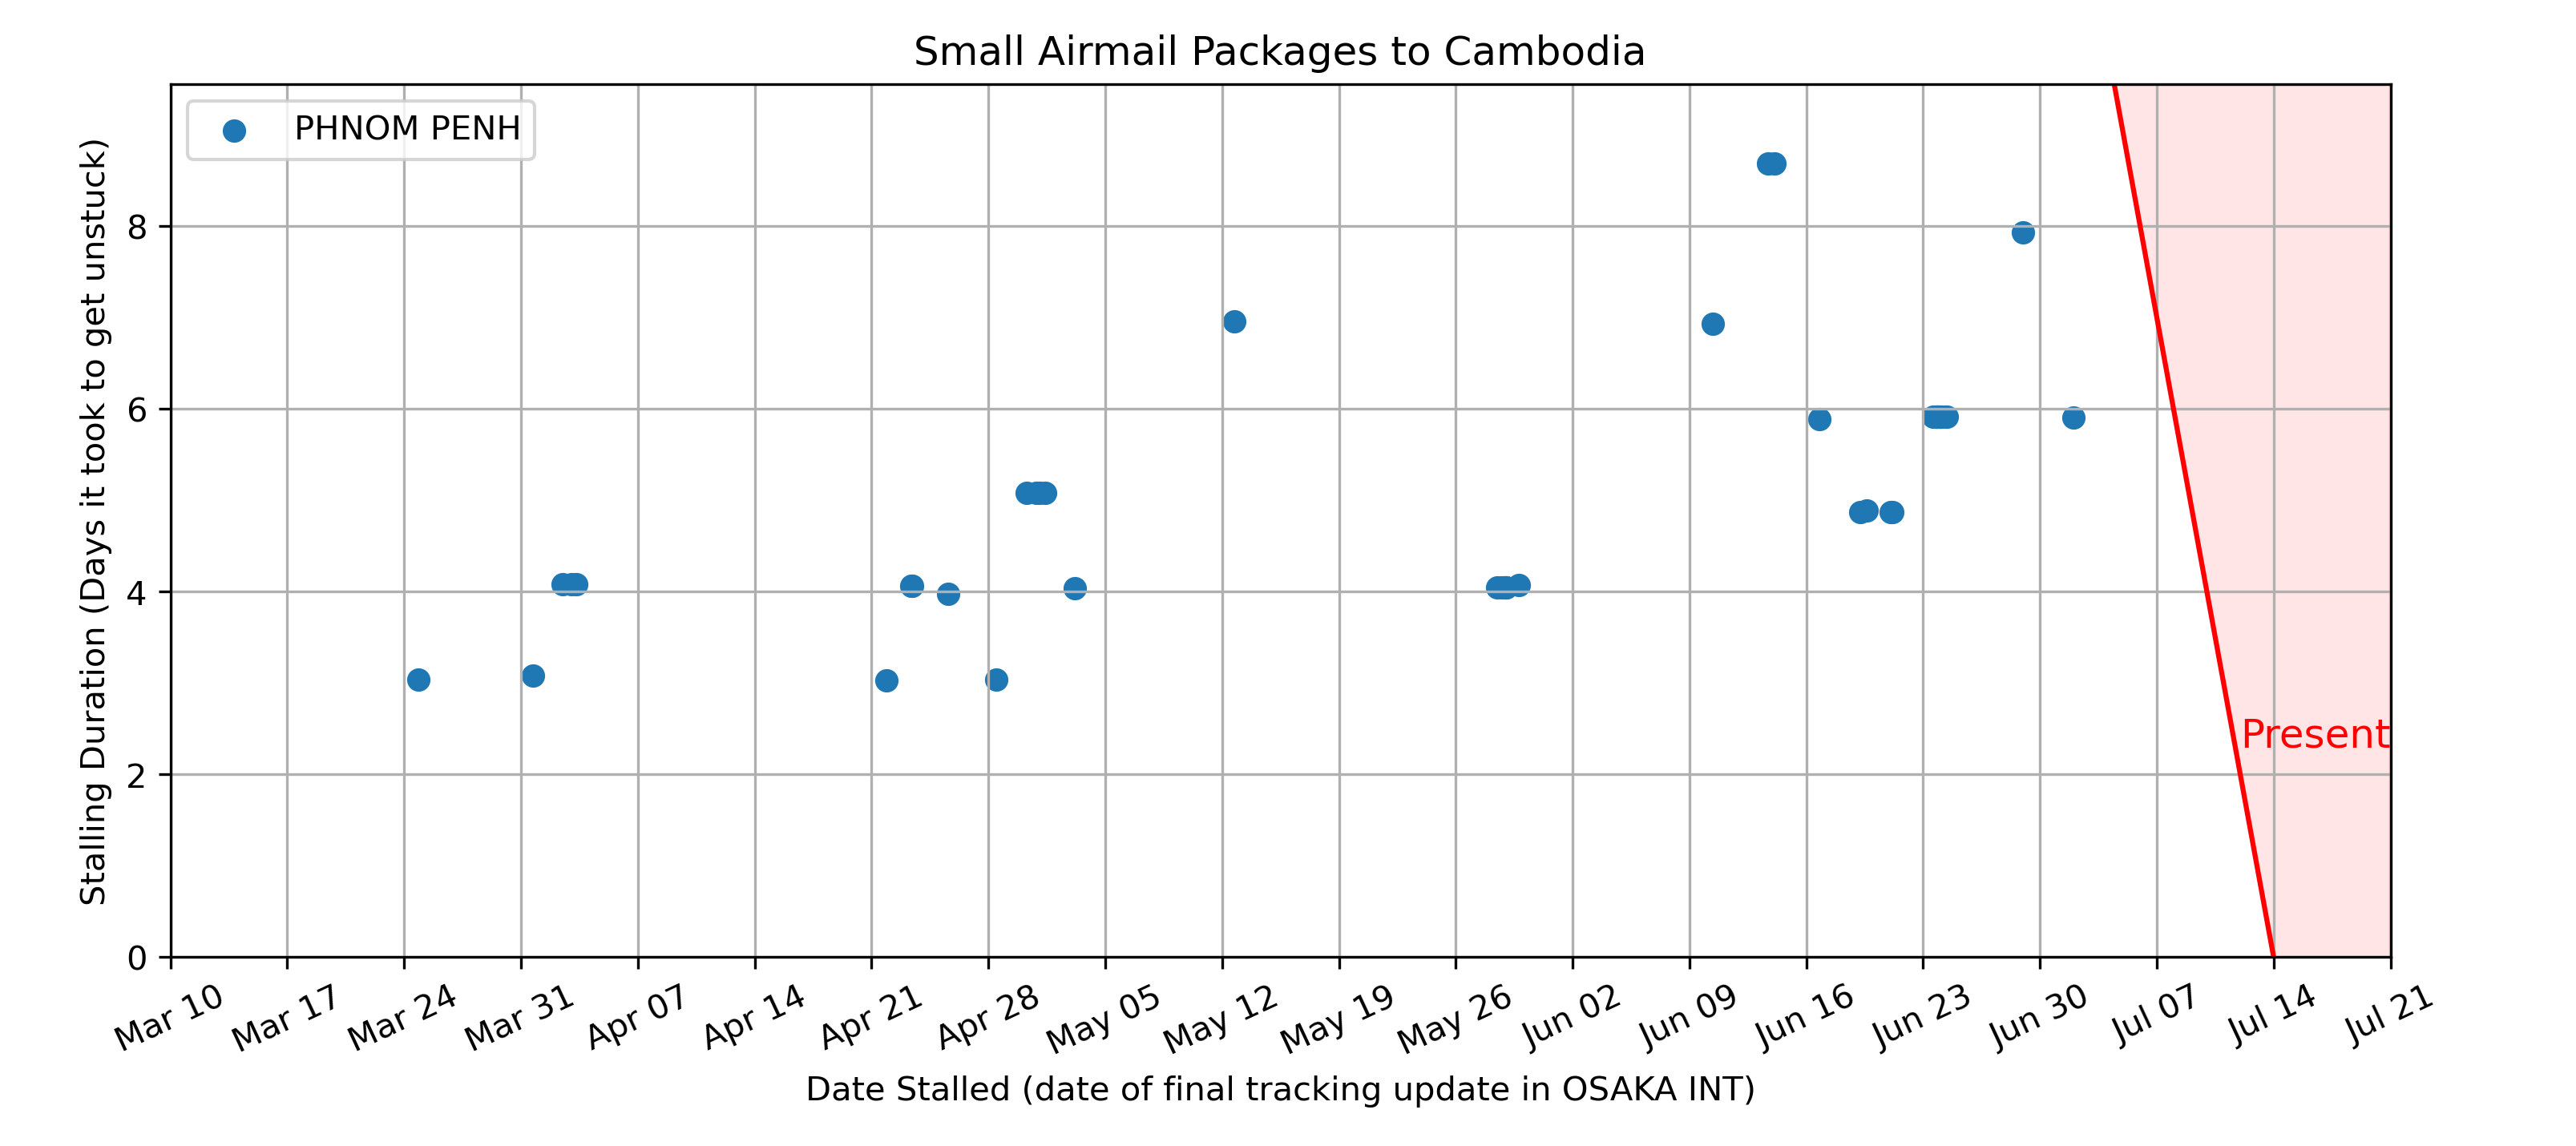 Small Airmail Packages to Cambodia
PHNOM PENH
Stalling Duration (Days it took to get unstuck)
8
6
4
2
0
Present
Mar 10
Mar 17
Mar 24
Mar 31
Apr 07
Apr 14
Apr 21
Apr 28
May 05
May 12
May 19
May 26
Jun 02
Jun 09
Jun 16
Jun 23
Jun 30
Jul 07
Jul 14
Jul 21
Date Stalled (date of final tracking update in OSAKA INT)